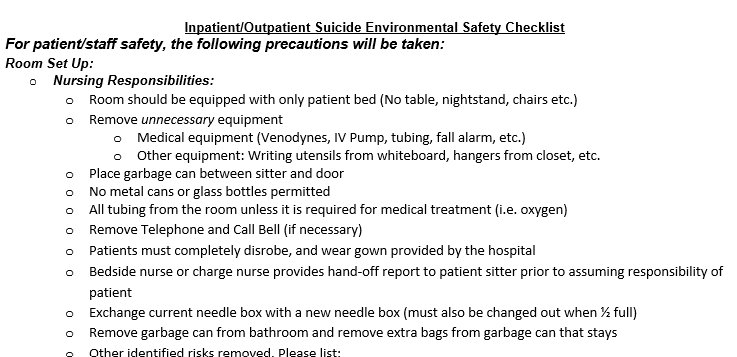 Inpatient/Outpatient Suicide Environmental Safety Checklist
For patient/staff safety, the following precautions will be taken:
Room Set Up:
o Nursing Responsibilities:
o Room should be equipped with only patient bed (No table, nightstand, chairs etc.)
o Remove unnecessary equipment
o Medical equipment (Venodynes, IV Pump, tubing, fall alarm, etc.)
o Other equipment: Writing utensils from whiteboard, hangers from closet, etc.
o Place garbage can between sitter and door
o No metal cans or glass bottles permitted
o All tubing from the room unless it is required for medical treatment (i.e. oxygen)
o Remove Telephone and Call Bell (if necessary)
o Patients must completely disrobe, and wear gown provided by the hospital
o Bedside nurse or charge nurse provides hand-off report to patient sitter prior to assuming responsibility of
patient
o Exchange current needle box with a new needle box (must also be changed out when ½ full)
o Remove garbage can from bathroom and remove extra bags from garbage can that stays
o Other identified risks removed. Please list: